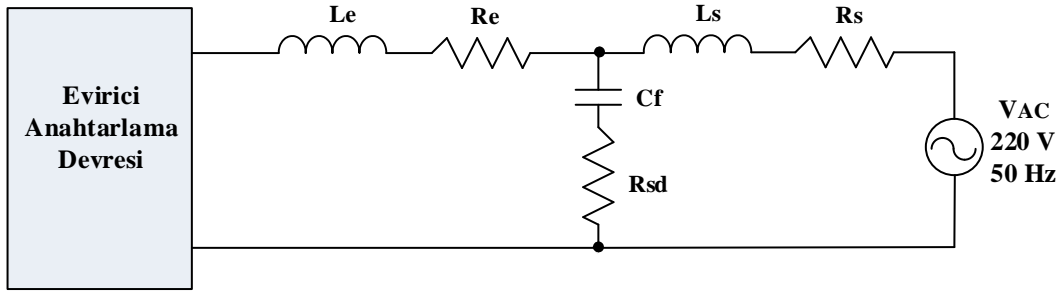 Le
Re
Ls
Rs
Evirici
Anahtarlama
Devresi
Cf
Rsd
VAC
220 V
50 Hz